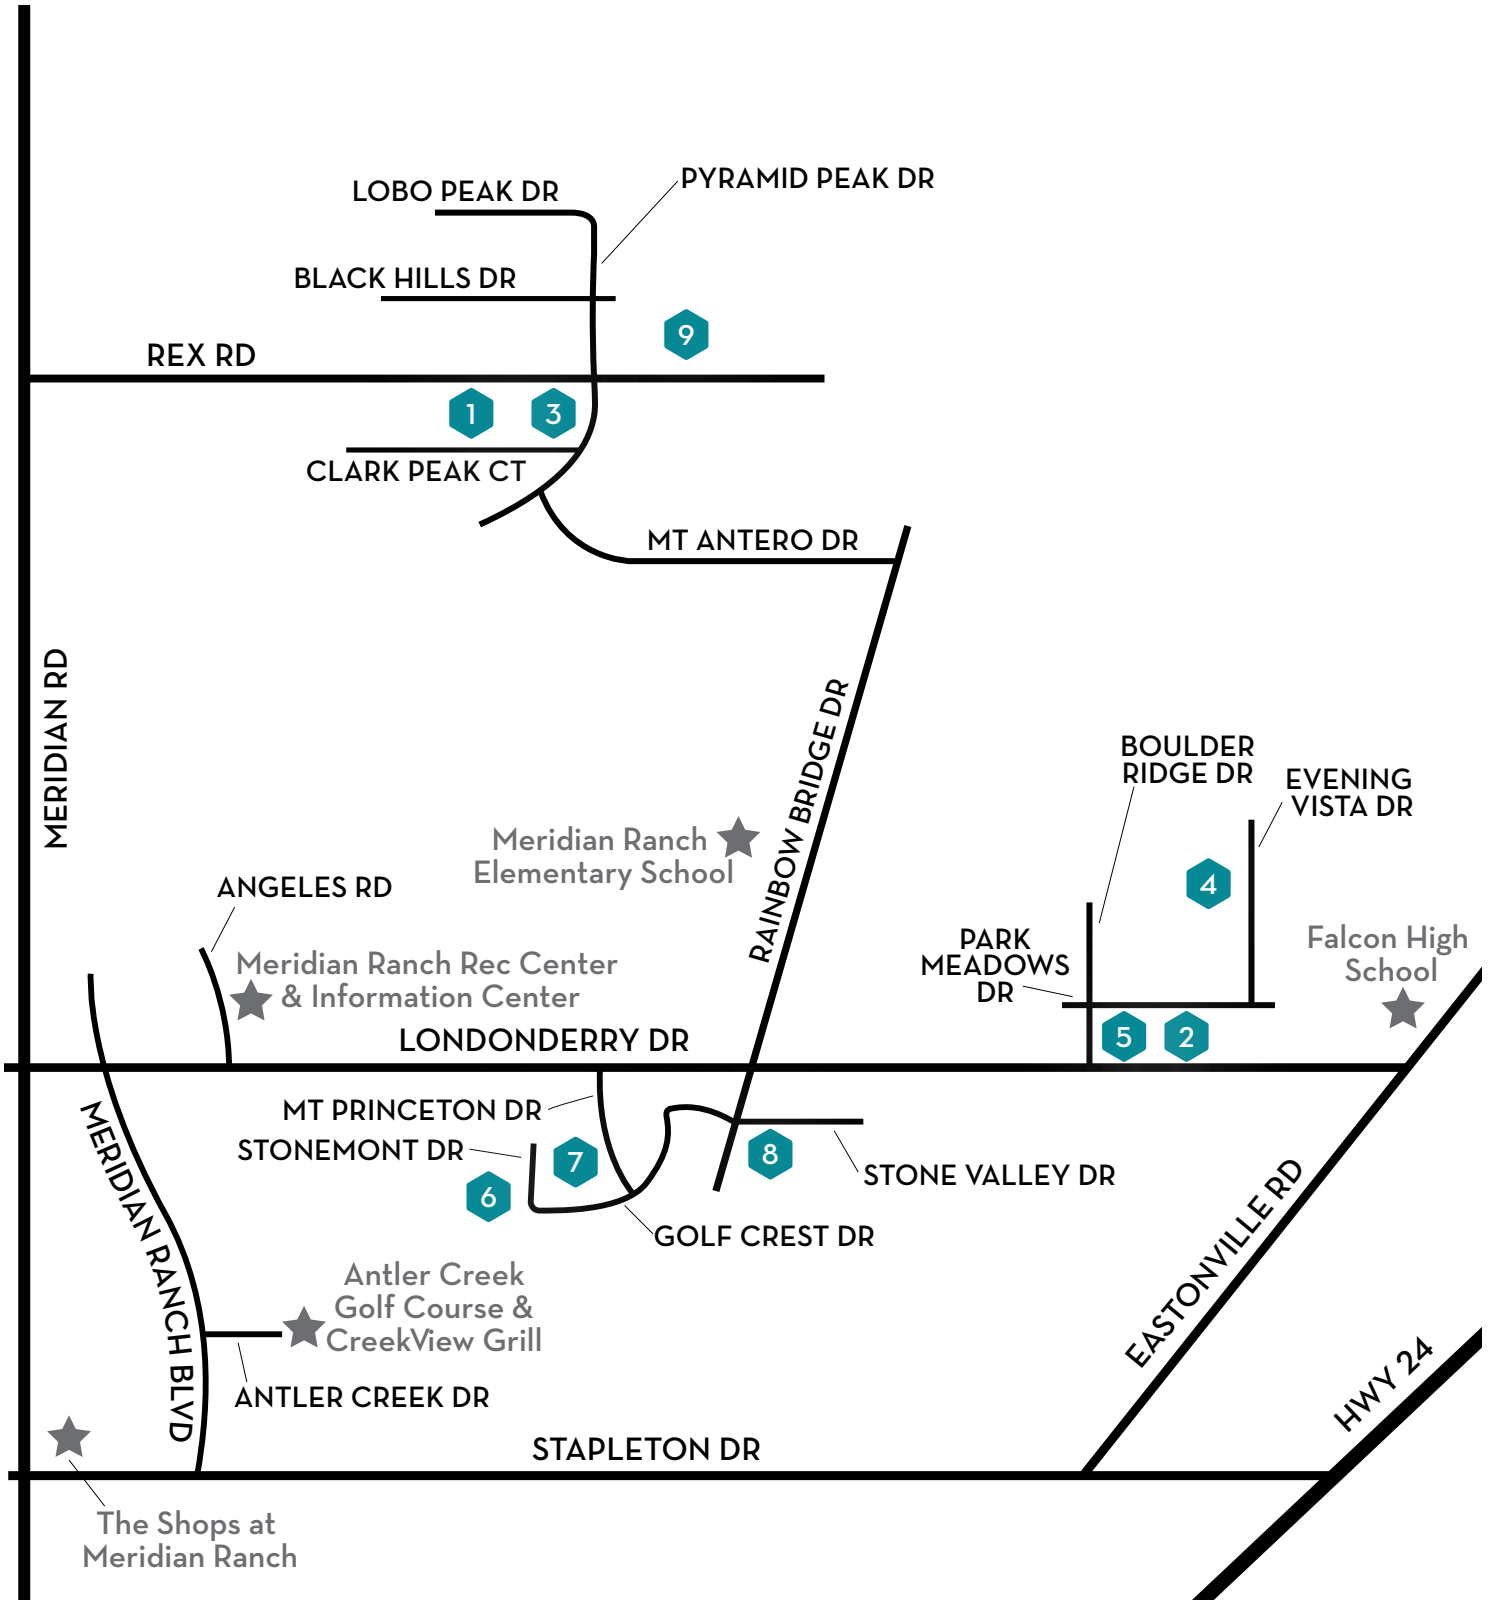 PYRAMID PEAK DR
LOBO PEAK DR
BLACK HILLS DR
9
REX RD
1
3
CLARK PEAK CT
MT ANTERO DR
MERIDIAN RD
RAINBOW BRIDGE DR
BOULDER
RIDGE DR
EVENING
VISTA DR
Meridian Ranch
Elementary School
4
ANGELES RD
PARK
MEADOWS
DR
Falcon High
School
Meridian Ranch Rec Center
& Information Center
LONDONDERRY DR
5
2
MT PRINCETON DR
STONEMONT DR
7
6
8
STONE VALLEY DR
GOLF CREST DR
MERIDIAN RANCH BLVD
EASTONVILLE RD
Antler Creek
Golf Course &
CreekView Grill
ANTLER CREEK DR
HWY 24
STAPLETON DR
The Shops at
Meridian Ranch